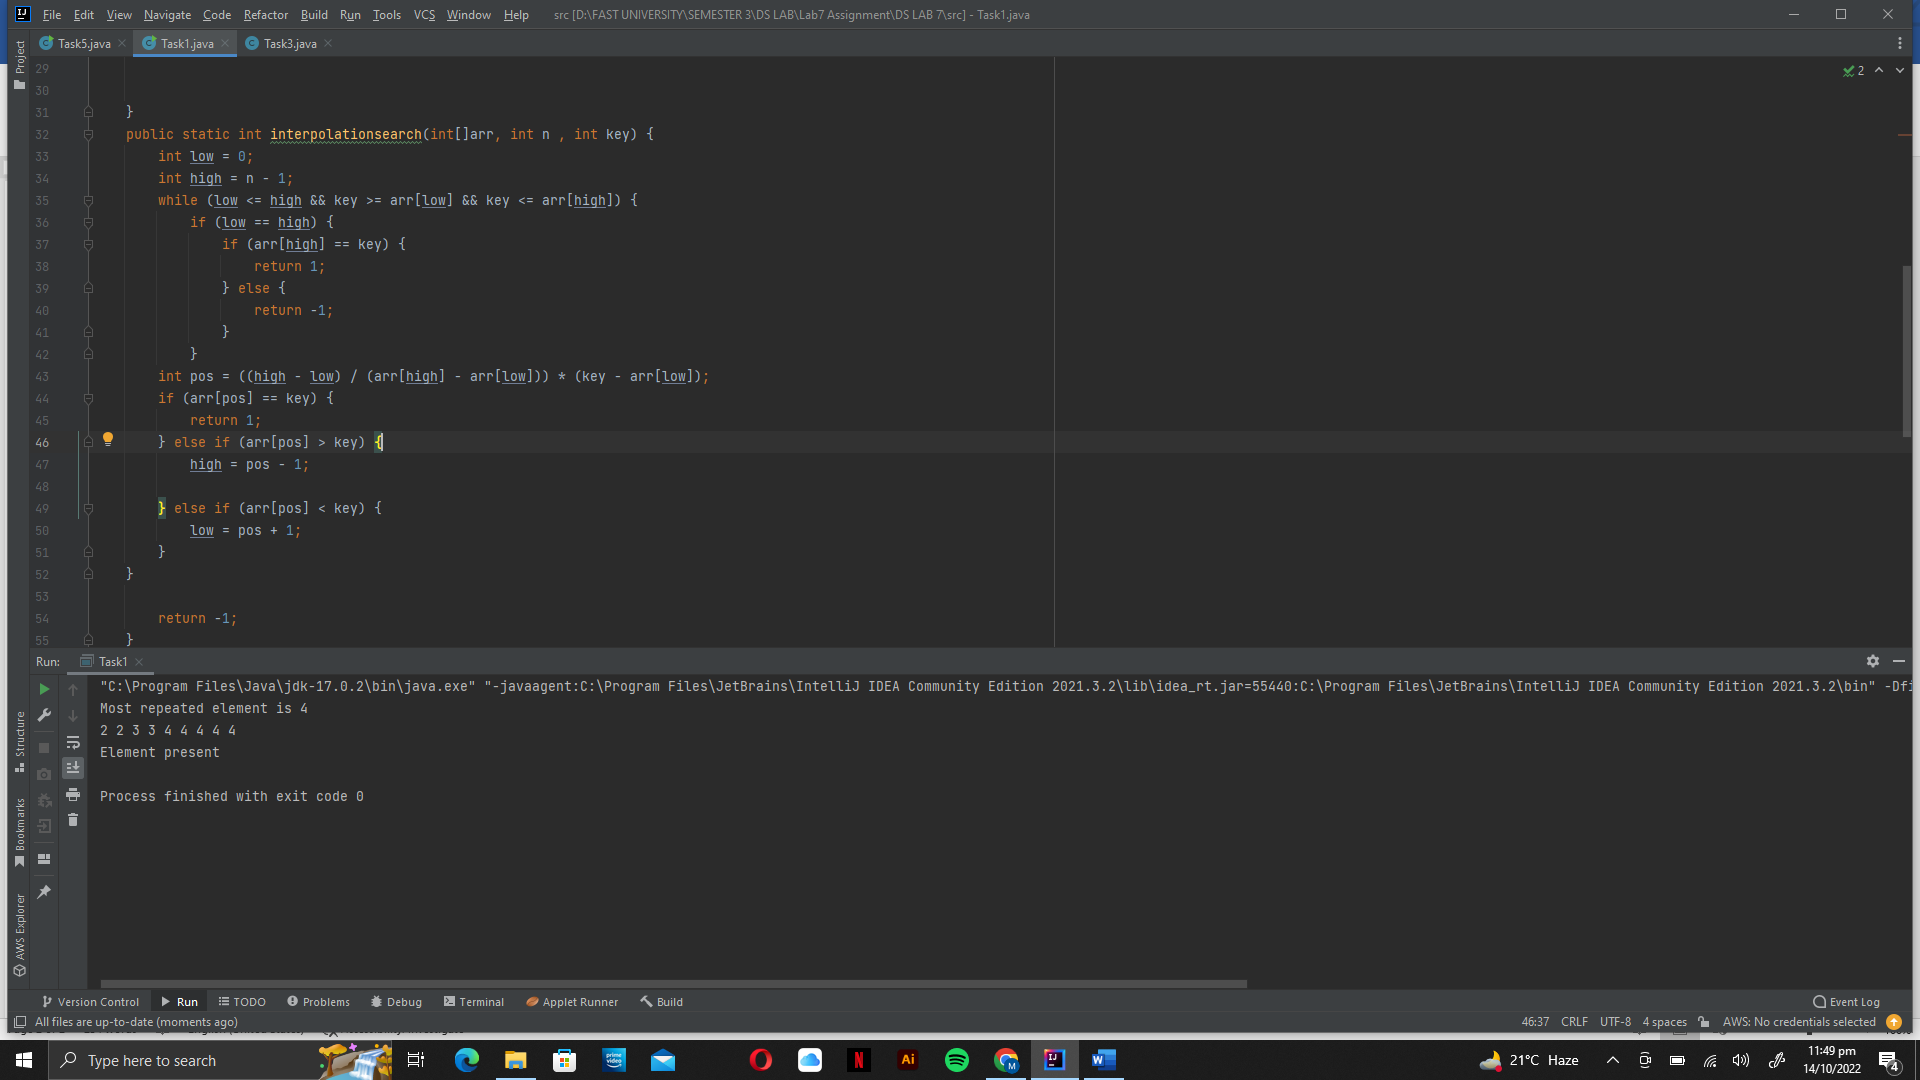 File Edit View Navigate Code Refactor Build Run Tools VCS Window Help src [D:\FAST UNIVERSITY\SEMESTER 3\DS LAB\Lab7 Assignment\DS LAB 7\src] - Task1.java
Task5.java Task1.java Task3.java
Project
2
29
30
31 }
32 public static int interpolationsearch(int[]arr, int n , int key) {
33 int low = 0;
34 int high = n - 1;
35 while (low <= high && key >= arr[low] && key <= arr[high]) {
36 if (low == high) {
37 if (arr[high] == key) {
38 return 1;
39 } else {
40 return -1;
41 }
42 }
43 int pos = ((high - low) / (arr[high] - arr[low])) * (key - arr[low]);
44 if (arr[pos] == key) {
45 return 1;
46 } else if (arr[pos] > key) {
47 high = pos - 1;
48
49 } else if (arr[pos] < key) {
50 low = pos + 1;
51 }
52 }
53
54 return -1;
55 }
Run: Task1
"C:\Program Files\Java\jdk-17.0.2\bin\java.exe" "-javaagent:C:\Program Files\JetBrains\IntelliJ IDEA Community Edition 2021.3.2\lib\idea_rt.jar=55440:C:\Program Files\JetBrains\IntelliJ IDEA Community Edition 2021.3.2\bin" -Dfi
Most repeated element is 4
2 2 3 3 4 4 4 4 4
Element present
Process finished with exit code 0
Structure
Bookmarks
AWS Explorer
Version Control Run TODO Problems Debug Terminal Applet Runner Build Event Log
All files are up-to-date (moments ago) 46:37 CRLF UTF-8 4 spaces AWS: No credentials selected
Type here to search
prime video
Ai
M
21°C Haze
11:49 pm
14/10/2022
4